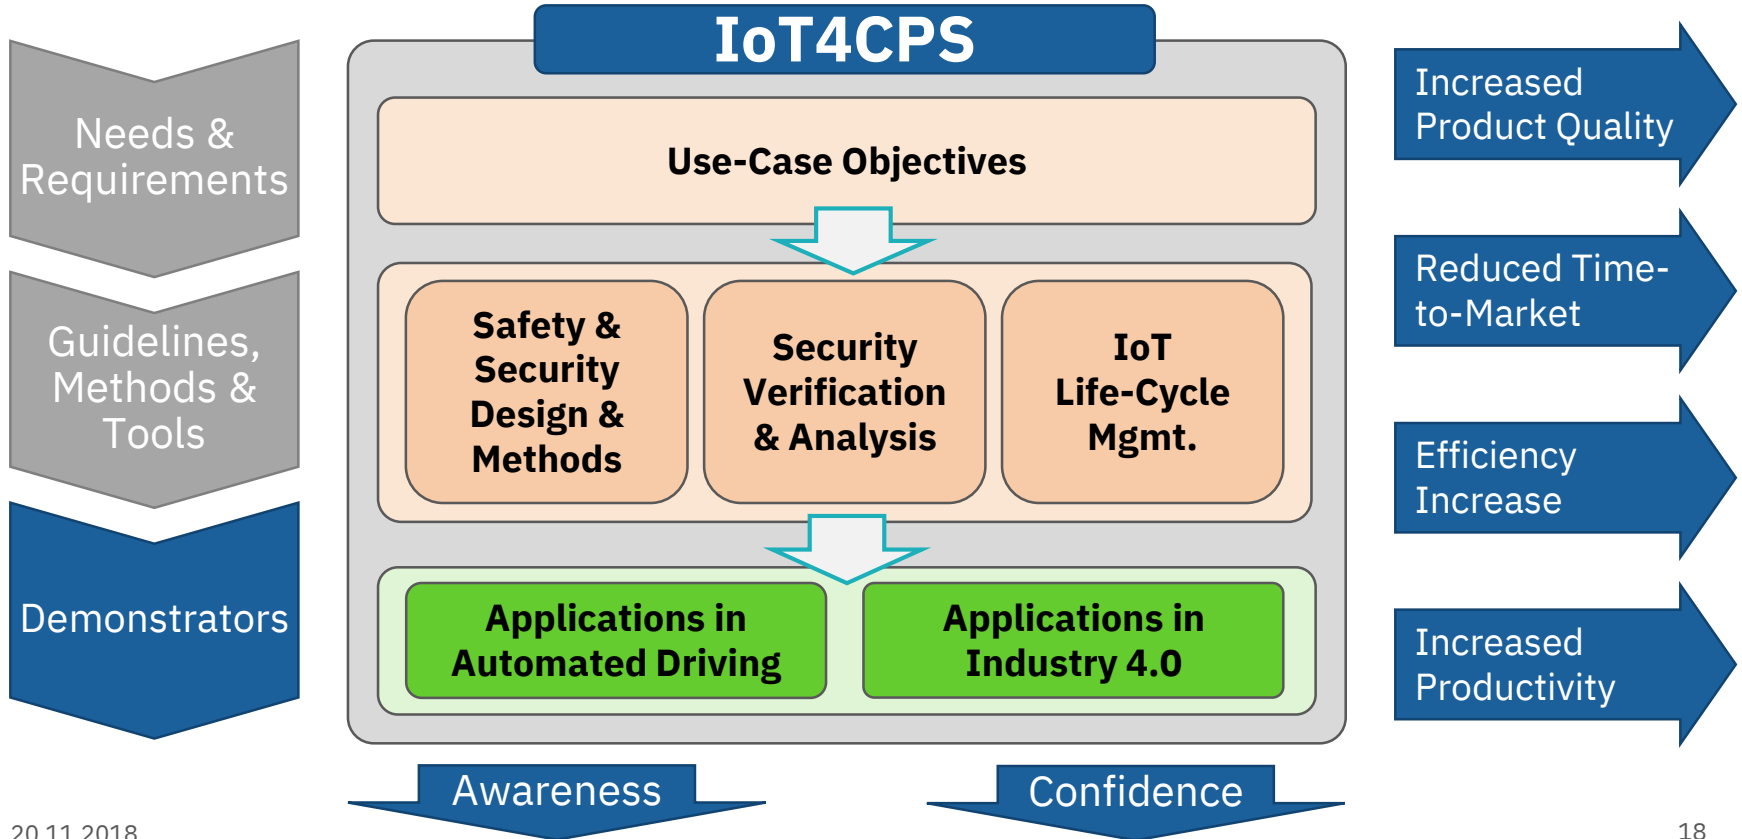 IoT4CPS
Needs &
Requirements
Guidelines,
Methods &
Tools
Demonstrators
Use-Case Objectives
Safety &
Security
Design &
Methods
Security
Verification
& Analysis
IoT
Life-Cycle
Mgmt.
Applications in
Automated Driving
Applications in
Industry 4.0
Increased
Product Quality
Reduced Time-
to-Market
Efficiency
Increase
Increased
Productivity
Awareness
Confidence
20.11.2018
18